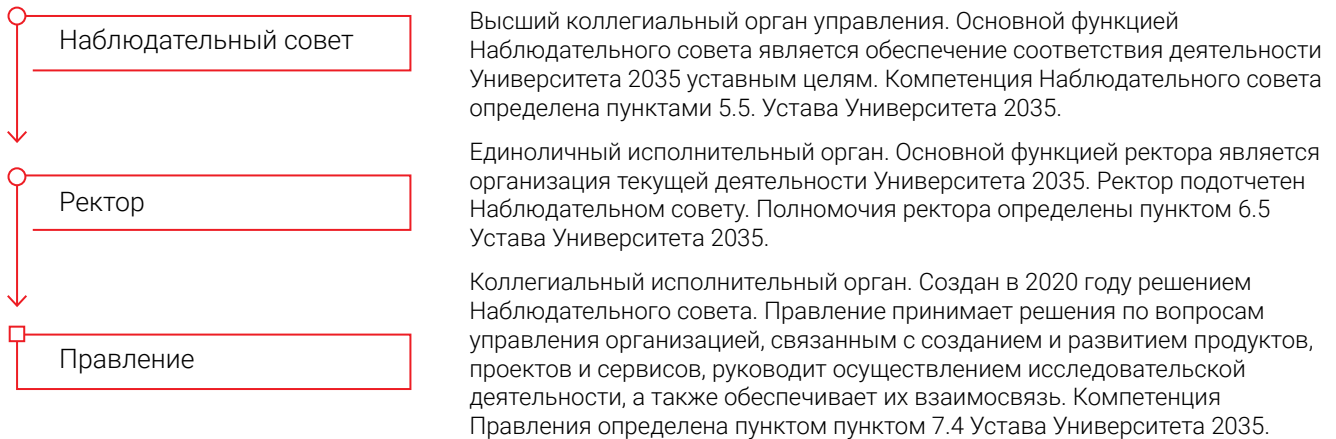 Наблюдательный совет
Высший коллегиальный орган управления. Основной функцией
Наблюдательного совета является обеспечение соответствия деятельности
Университета 2035 уставным целям. Компетенция Наблюдательного совета
определена пунктами 5.5. Устава Университета 2035.
Ректор
Единоличный исполнительный орган. Основной функцией ректора является
организация текущей деятельности Университета 2035. Ректор подотчетен
Наблюдательном совету. Полномочия ректора определены пунктом 6.5
Устава Университета 2035.
Правление
Коллегиальный исполнительный орган. Создан в 2020 году решением
Наблюдательного совета. Правление принимает решения по вопросам
управления организацией, связанным с созданием и развитием продуктов,
проектов и сервисов, руководит осуществлением исследовательской
деятельности, а также обеспечивает их взаимосвязь. Компетенция
Правления определена пунктом пунктом 7.4 Устава Университета 2035.